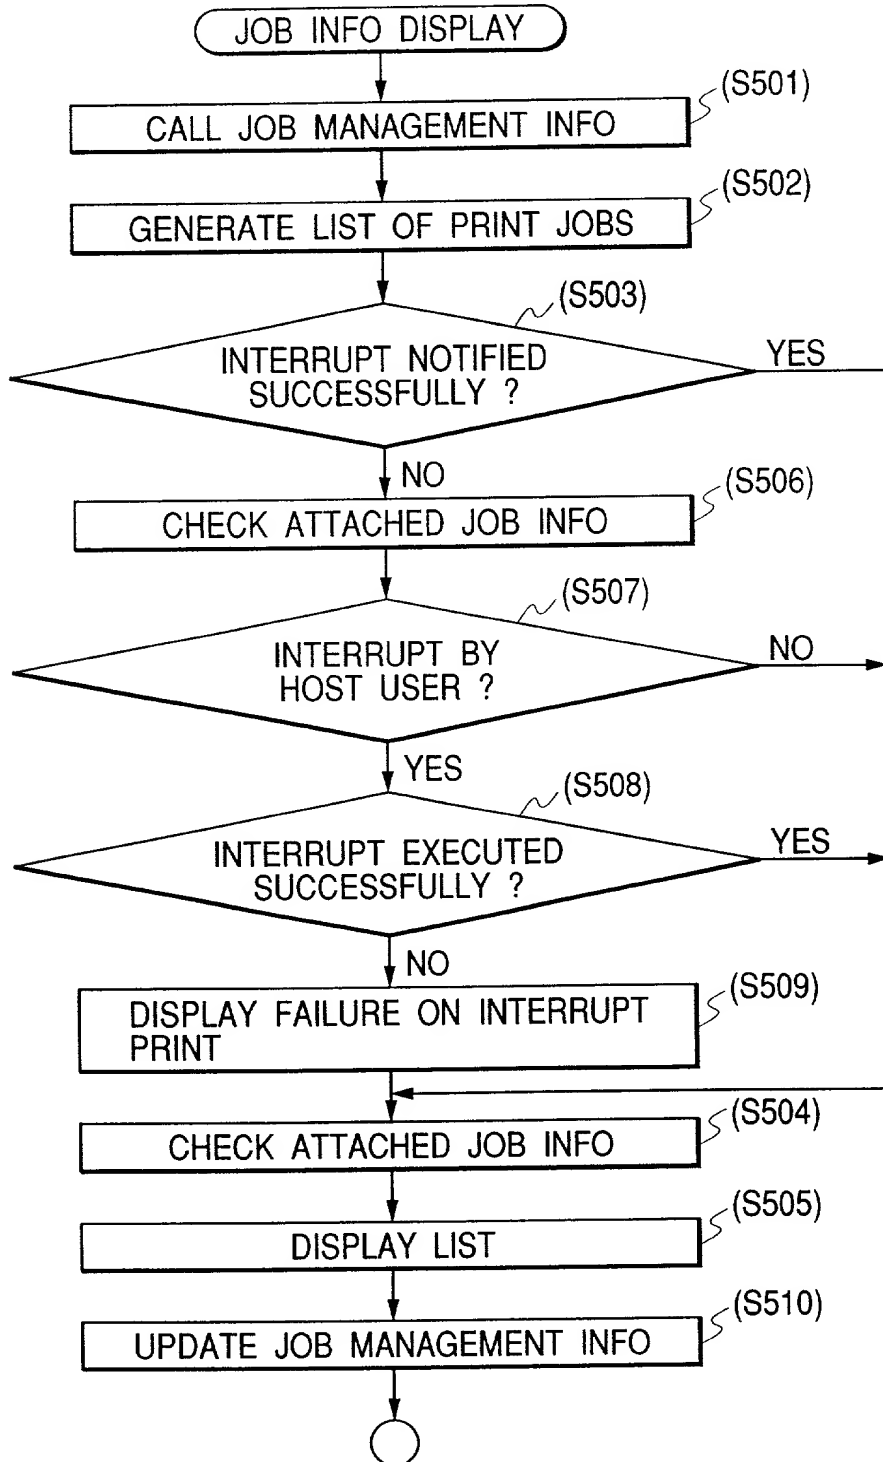 JOB INFO DISPLAY
(S501)
CALL JOB MANAGEMENT INFO
(S502)
GENERATE LIST OF PRINT JOBS
(S503)
INTERRUPT NOTIFIED
SUCCESSFULLY ?
YES
NO
(S506)
CHECK ATTACHED JOB INFO
(S507)
INTERRUPT BY
HOST USER ?
NO
YES
(S508)
INTERRUPT EXECUTED
SUCCESSFULLY ?
YES
NO
(S509)
DISPLAY FAILURE ON INTERRUPT
PRINT
(S504)
CHECK ATTACHED JOB INFO
(S505)
DISPLAY LIST
(S510)
UPDATE JOB MANAGEMENT INFO